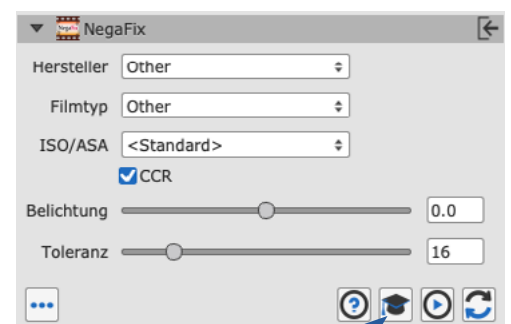 NegaFix
Hersteller Other
Filmtyp Other
ISO/ASA <Standard>
CCR
Belichtung 0.0
Toleranz 16